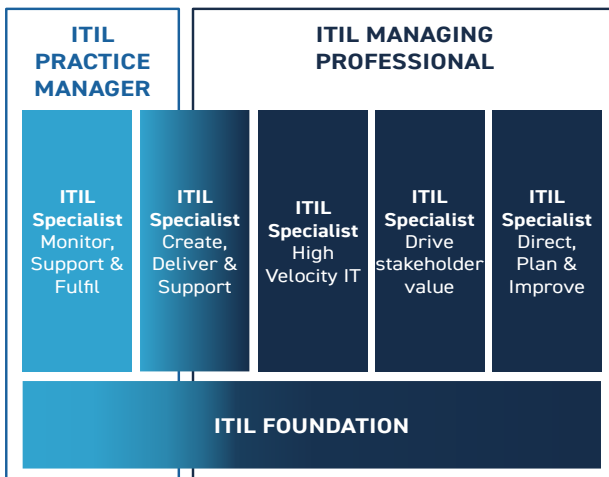 ITIL
PRACTICE
MANAGER
ITIL MANAGING
PROFESSIONAL
ITIL
Specialist
Monitor,
Support &
Fulfil
ITIL
Specialist
Create,
Deliver &
Support
ITIL
Specialist
High
Velocity IT
ITIL
Specialist
Drive
stakeholder
value
ITIL
Specialist
Direct,
Plan &
Improve
ITIL FOUNDATION